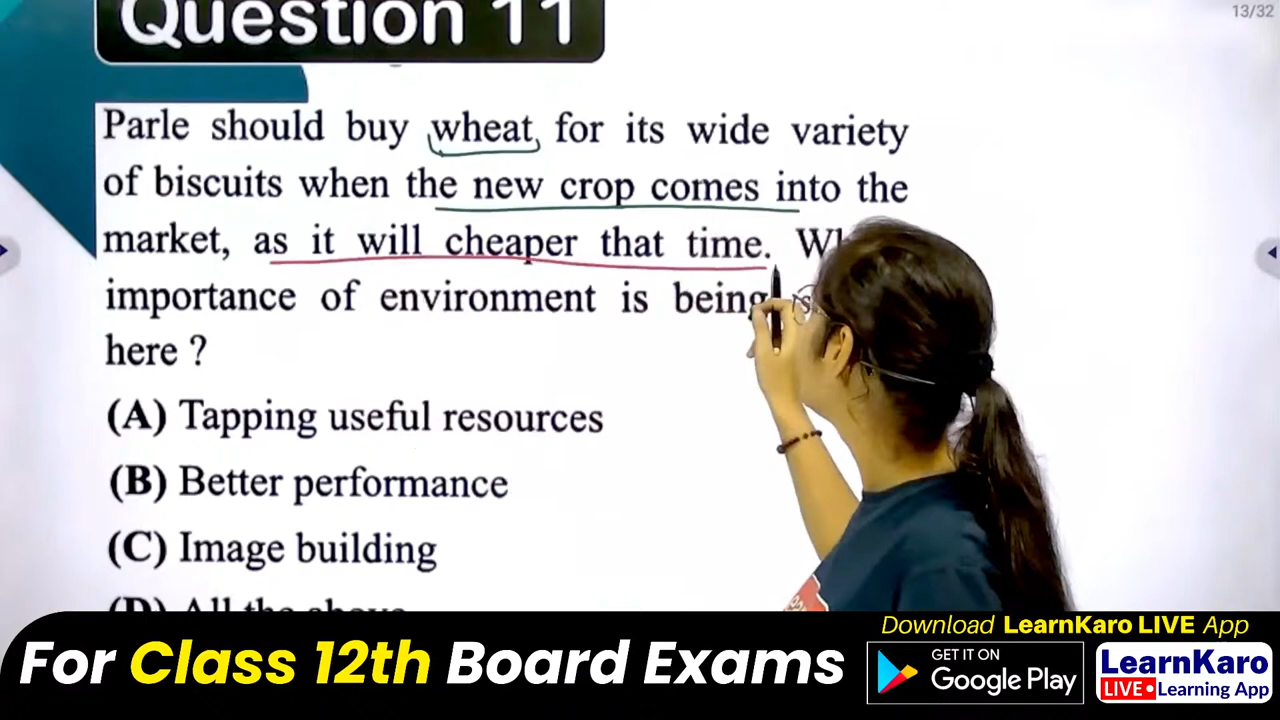 Question 11
13/32
Parle should buy wheat for its wide variety
of biscuits when the new crop comes into the
market, as it will cheaper that time.
importance of environment is being
here ?
(A) Tapping useful resources
(B) Better performance
(C) Image building
(D) All the above
For Class 12th Board Exams
Download LearnKaro LIVE App
GET IT ON
Google Play
LearnKaro
LIVE Learning App